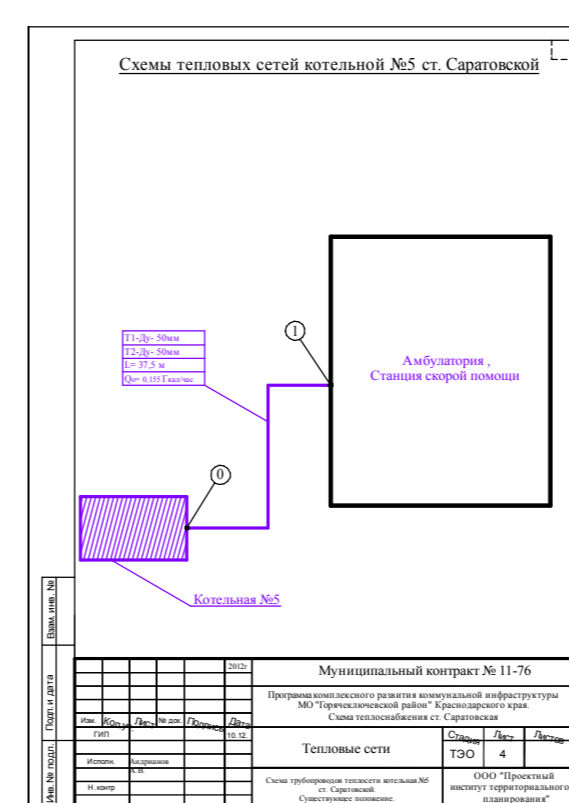 Схемы тепловых сетей котельной №5 ст. Саратовской
Т1-Ду- 50мм
Т2-Ду- 50мм
L= 37,5 м
Qо= 0,155 Гкал/час
1
Амбулатория ,
Станция скорой помощи
0
Котельная №5
Взам. инв. №
Подп. и дата
Инв. № подл.
2012г
Муниципальный контракт № 11-76
Программа комплексного развития коммунальной инфраструктуры
МО "Горячеключевской район" Краснодарского края.
Схема теплоснабжения ст. Саратовская
Изм. Кол.уч. Лист № док. Подпись Дата
ГИП 10.12.
Тепловые сети
Стадия Лист Листов
ТЭО 4
Исполн. Андрианов
А.В.
Н.контр
Схема трубопроводов теплосети котельная №5
ст. Саратовской.
Существующее положение.
ООО "Проектный
институт территориального
планирования"